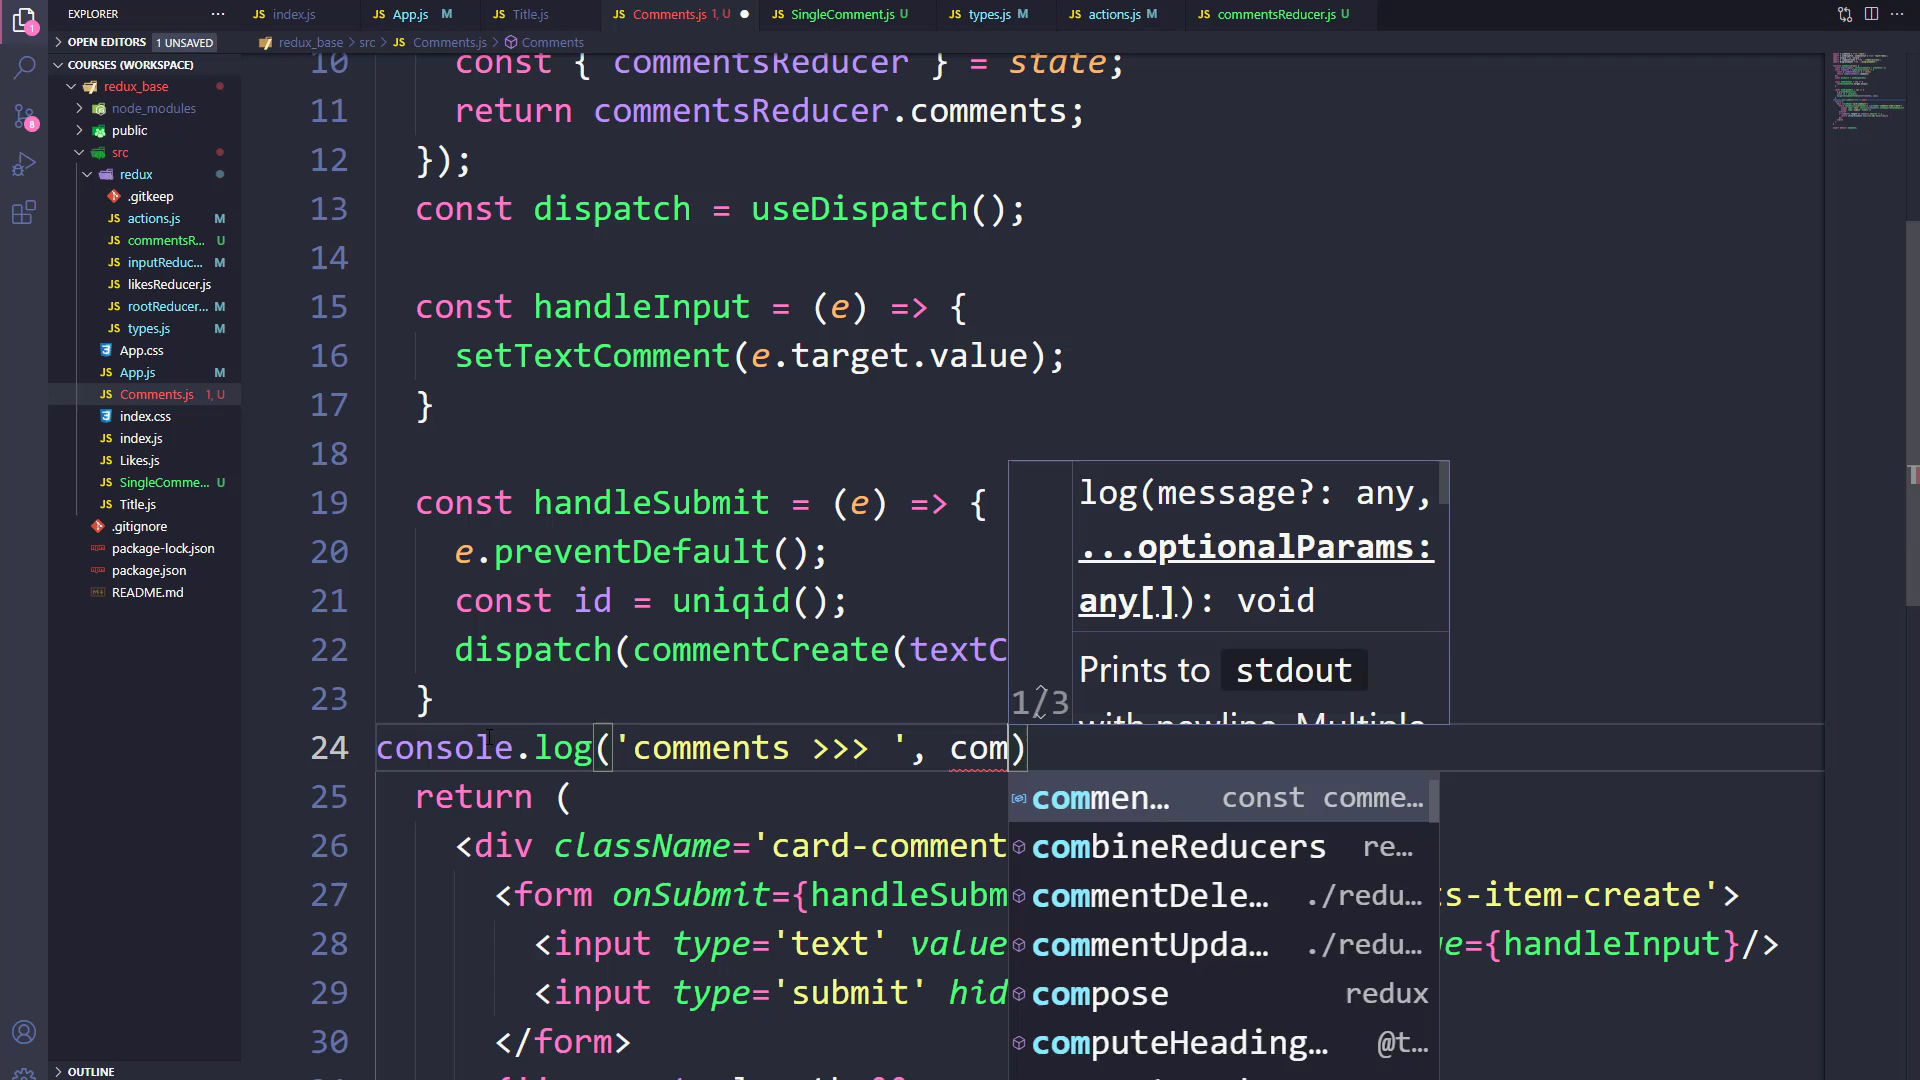 EXPLORER
OPEN EDITORS 1 UNSAVED
COURSES (WORKSPACE)
redux_base
node_modules
public
src
redux
.gitkeep
actions.js M
commentsR... U
inputReduc... M
likesReducer.js
rootReducer... M
types.js M
App.css
App.js M
Comments.js 1, U
index.css
index.js
Likes.js
SingleComme... U
Title.js
.gitignore
package-lock.json
package.json
README.md
OUTLINE
1
8
index.js App.js M Title.js Comments.js 1, U SingleComment.js U types.js M actions.js M commentsReducer.js U
redux_base > src > Comments.js > Comments
10 const { commentsReducer } = state;
11 return commentsReducer.comments;
12 });
13 const dispatch = useDispatch();
14
15 const handleInput = (e) => {
16 setTextComment(e.target.value);
17 }
18
19 const handleSubmit = (e) => {
20 e.preventDefault();
21 const id = uniqid();
22 dispatch(commentCreate(textC
23 }
24 console.log('comments >>> ', com)
25 return (
26 <div className='card-comment
27 <form onSubmit={handleSubm s-item-create'>
28 <input type='text' value e={handleInput}/>
29 <input type='submit' hid
30 </form>
log(message?: any,
...optionalParams:
any[]): void
Prints to stdout
with newline. Multiple
1/3
commen... const comme...
combineReducers re...
commentDele... ./redu...
commentUpda... ./redu...
compose redux
computeHeading... @t...